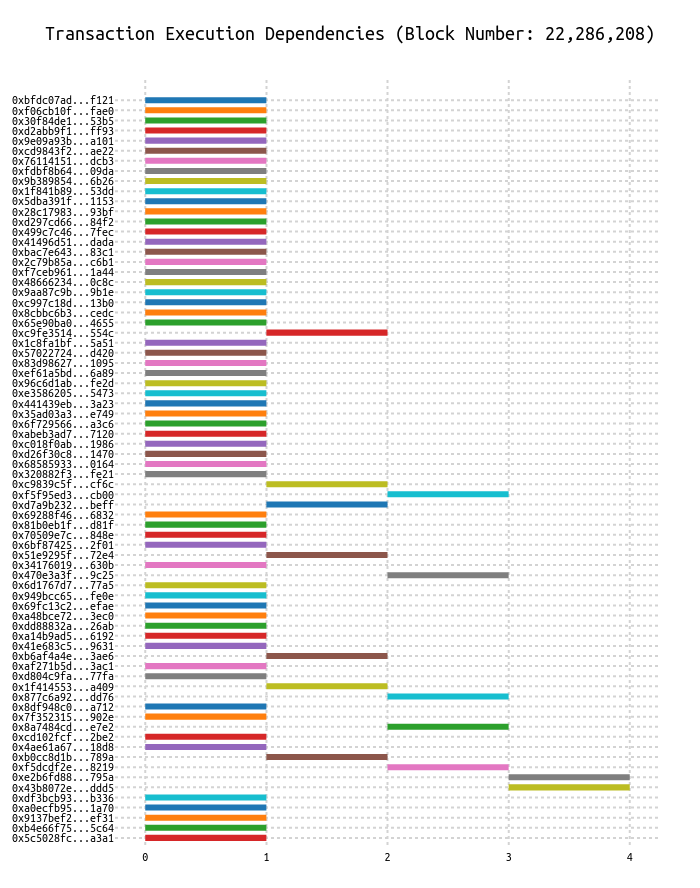 Transaction Execution Dependencies (Block Number: 22,286,208)
0xbfdc07ad...f121
0xf06cb10f...fae0
0x30f84de1...53b5
0xd2abb9f1...ff93
0x9e09a93b...a101
0xcd9843f2...ae22
0x76114151...dcb3
0xfdbf8b64...09da
0x9b389854...6b26
0x1f841b89...53dd
0x5dba391f...1153
0x28c17983...93bf
0xd297cd66...84f2
0x499c7c46...7fec
0x41496d51...dada
0xbac7e643...83c1
0x2c79b85a...c6b1
0xf7ceb961...1a44
0x48666234...0c8c
0x9aa87c9b...9b1e
0xc997c18d...13b0
0x8cbbc6b3...cedc
0x65e90ba0...4655
0xc9fe3514...554c
0x1c8fa1bf...5a51
0x57022724...d420
0x83d98627...1095
0xef61a5bd...6a89
0x96c6d1ab...fe2d
0xe3586205...5473
0x441439eb...3a23
0x35ad03a3...e749
0x6f729566...a3c6
0xabeb3ad7...7120
0xc018f0ab...1986
0xd26f30c8...1470
0x68585933...0164
0x320882f3...fe21
0xc9839c5f...cf6c
0xf5f95ed3...cb00
0xd7a9b232...beff
0x69288f46...6832
0x81b0eb1f...d81f
0x70509e7c...848e
0x6bf87425...2f01
0x51e9295f...72e4
0x34176019...630b
0x470e3a3f...9c25
0x6d1767d7...77a5
0x949bcc65...fe0e
0x69fc13c2...efae
0xa48bce72...3ec0
0xdd88832a...26ab
0xa14b9ad5...6192
0x41e683c5...9631
0xb6af4a4e...3ae6
0xaf271b5d...3ac1
0xd804c9fa...77fa
0x1f414553...a409
0x877c6a92...dd76
0x8df948c0...a712
0x7f352315...902e
0x8a7484cd...e7e2
0xcd102fcf...2be2
0x4ae61a67...18d8
0xb0cc8d1b...789a
0xf5dcdf2e...8219
0xe2b6fd88...795a
0x43b8072e...ddd5
0xdf3bcb93...b336
0xa0ecfb95...1a70
0x9137bef2...ef31
0xb4e66f75...5c64
0x5c5028fc...a3a1
0 1 2 3 4